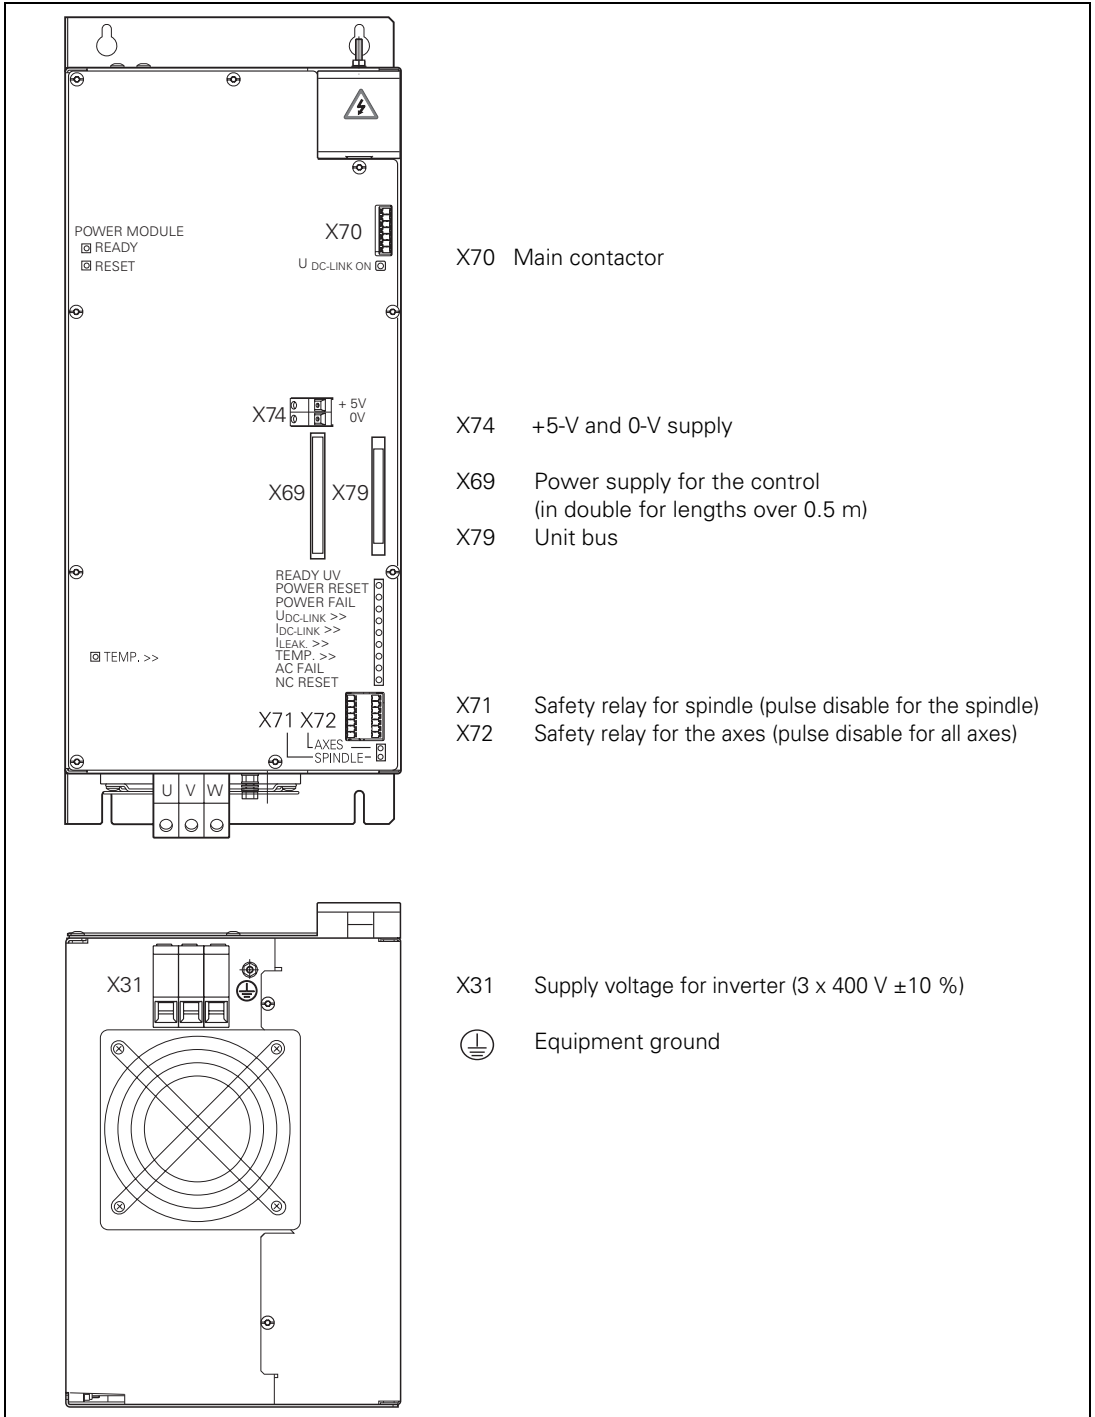 POWER MODULE
READY
RESET
X70
U DC-LINK ON
X70 Main contactor
X74
+ 5V
0V
X74 +5-V and 0-V supply
X69 X79
X69 Power supply for the control
(in double for lengths over 0.5 m)
X79 Unit bus
READY UV
POWER RESET
POWER FAIL
UDC-LINK >>
IDC-LINK >>
ILEAK. >>
TEMP. >>
AC FAIL
NC RESET
TEMP. >>
X71 X72
AXES
SPINDLE
X71 Safety relay for spindle (pulse disable for the spindle)
X72 Safety relay for the axes (pulse disable for all axes)
U V W
X31
X31 Supply voltage for inverter (3 x 400 V ±10 %)
Equipment ground